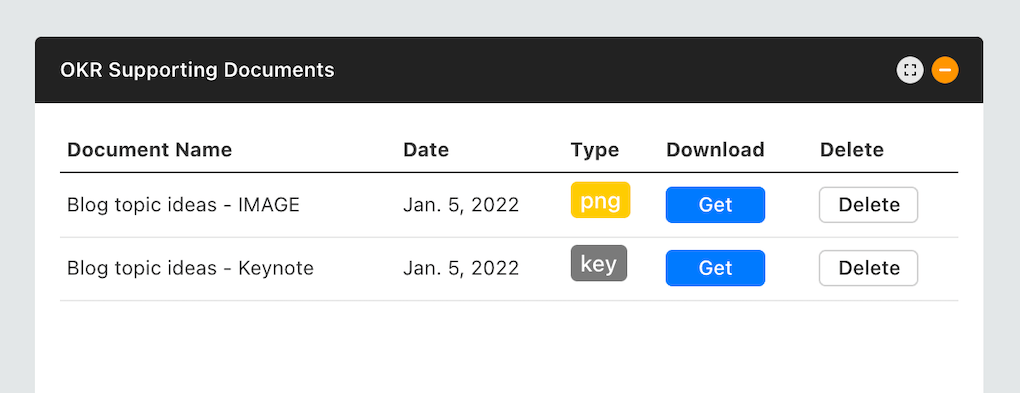 OKR Supporting Documents
Document Name Date Type Download Delete
Blog topic ideas - IMAGE Jan. 5, 2022 png Get Delete
Blog topic ideas - Keynote Jan. 5, 2022 key Get Delete